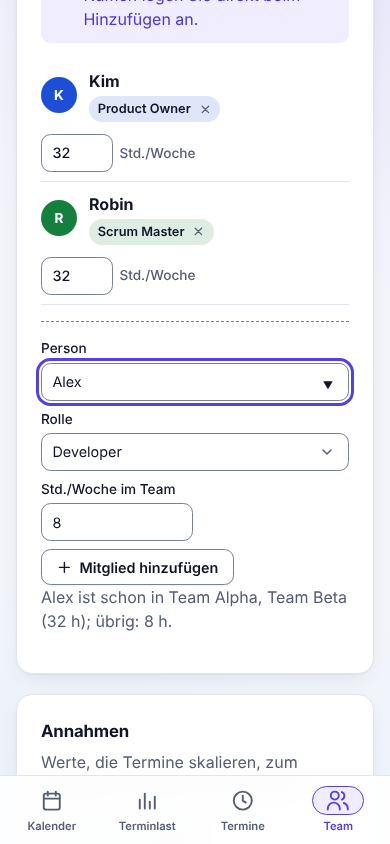 Hinzufügen an.
K
Kim
Product Owner ×
32 Std./Woche
R
Robin
Scrum Master ×
32 Std./Woche
Person
Alex
Rolle
Developer
Std./Woche im Team
8
+ Mitglied hinzufügen
Alex ist schon in Team Alpha, Team Beta
(32 h); übrig: 8 h.
Annahmen
Werte, die Termine skalieren, zum
Kalender Terminlast Termine Team